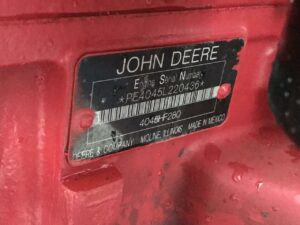 JOHN DEERE
Engine Serial Number
*PE4045L220436*
4045HF280
DEERE & COMPANY MOLINE, ILLINOIS MADE IN MEXICO